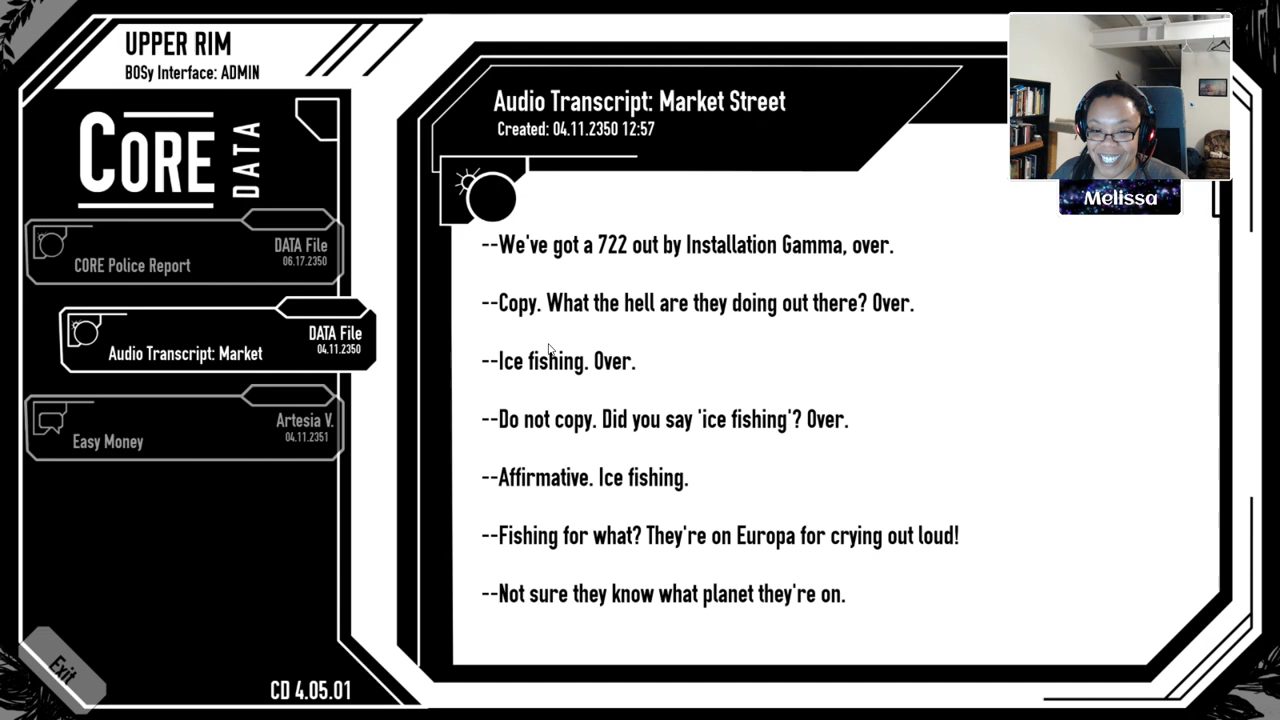 UPPER RIM
BOSy Interface: ADMIN
CORE
DATA
DATA File
06.17.2350
CORE Police Report
DATA File
04.11.2350
Audio Transcript: Market
Artesia V.
04.11.2351
Easy Money
Exit
CD 4.05.01
Audio Transcript: Market Street
Created: 04.11.2350 12:57
--We've got a 722 out by Installation Gamma, over.
--Copy. What the hell are they doing out there? Over.
--Ice fishing. Over.
--Do not copy. Did you say 'ice fishing'? Over.
--Affirmative. Ice fishing.
--Fishing for what? They're on Europa for crying out loud!
--Not sure they know what planet they're on.
Melissa